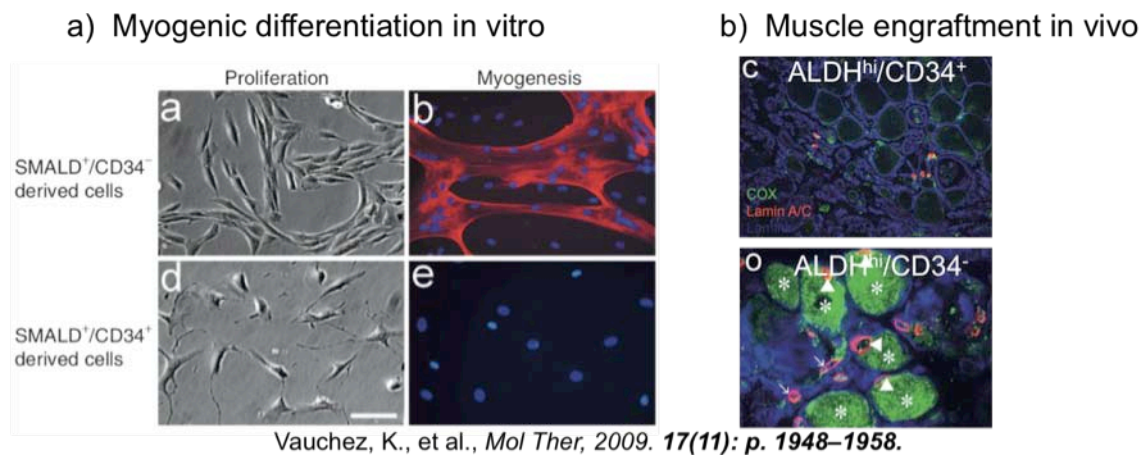 a) Myogenic differentiation in vitro
b) Muscle engraftment in vivo
Proliferation
Myogenesis
SMALD⁺/CD34⁻
derived cells
a
b
SMALD⁺/CD34⁺
derived cells
d
e
c
ALDHʰⁱ/CD34⁺
COX
Lamin A/C
o
ALDHʰⁱ/CD34⁻
Vauchez, K., et al., Mol Ther, 2009. 17(11): p. 1948–1958.